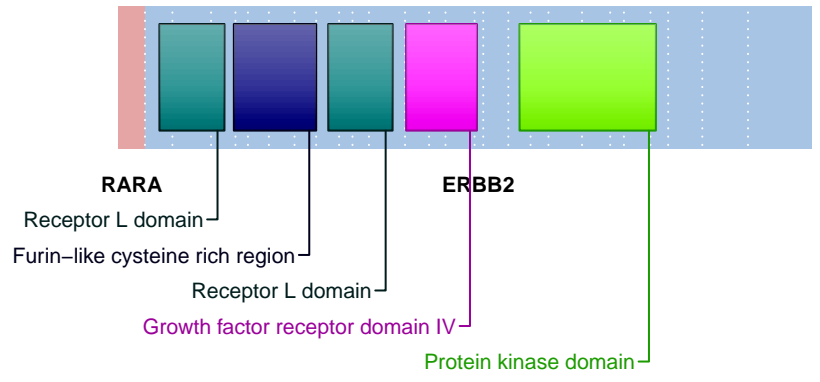 RARA ERBB2
Receptor L domain
Furin−like cysteine rich region
Receptor L domain
Growth factor receptor domain IV
Protein kinase domain